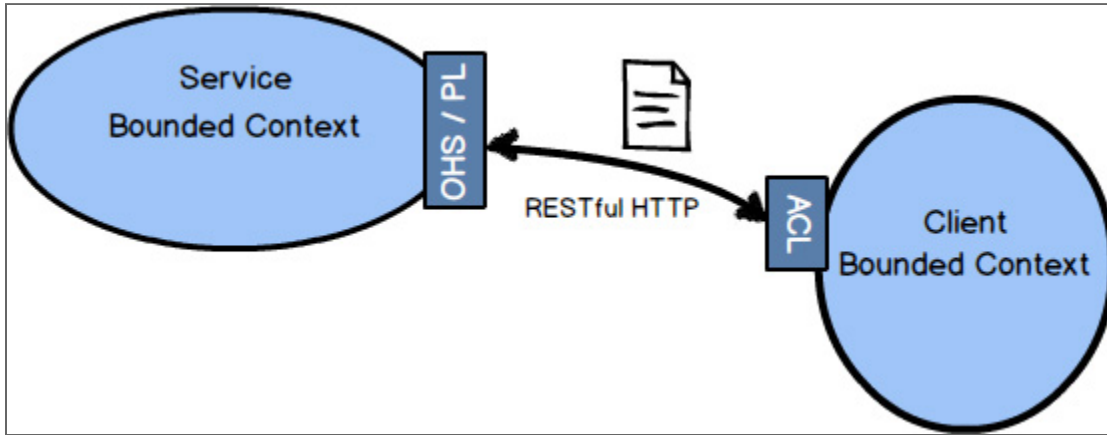 Service
Bounded Context
OHS / PL
RESTful HTTP
ACL
Client
Bounded Context